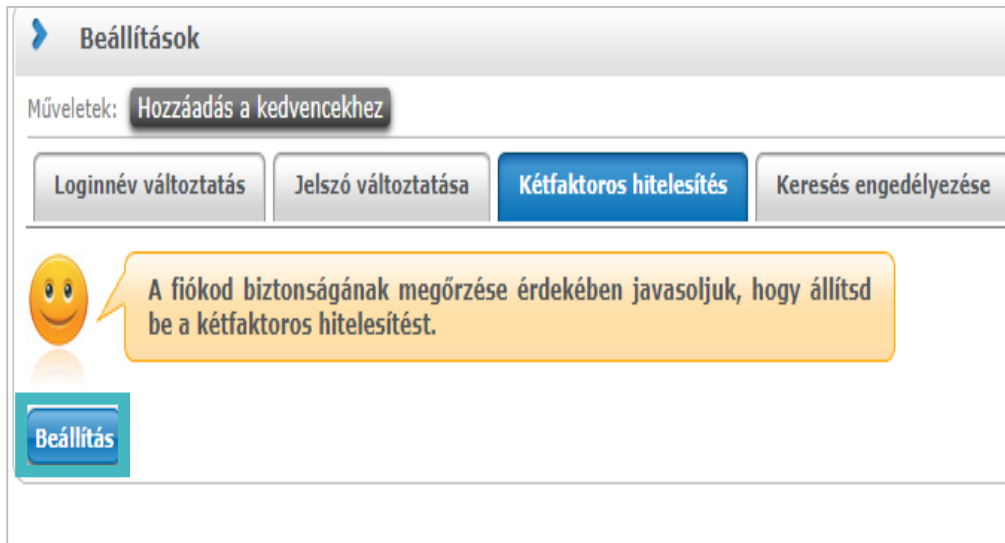 Beállítások
Műveletek: Hozzáadás a kedvencekhez
Loginnév változtatás Jelszó változtatása Kétfaktoros hitelesítés Keresés engedélyezése
A fiókod biztonságának megőrzése érdekében javasoljuk, hogy állítsd
be a kétfaktoros hitelesítést.
Beállítás